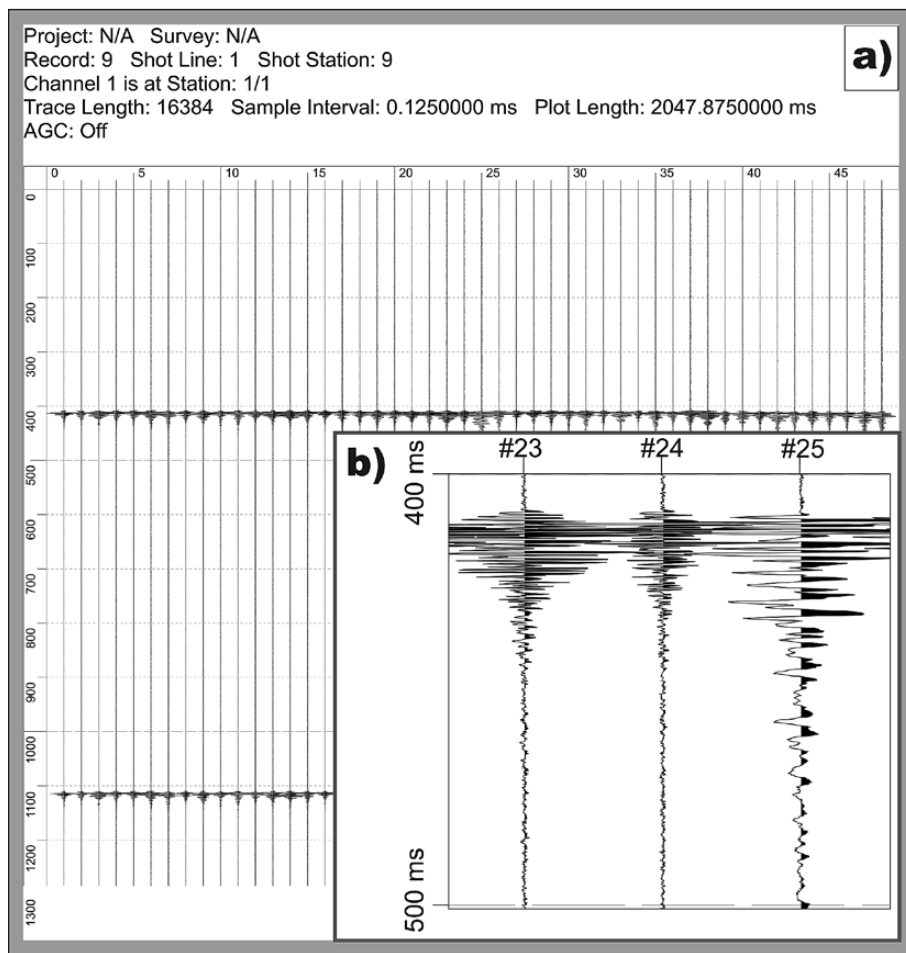 Project: N/A Survey: N/A
Record: 9 Shot Line: 1 Shot Station: 9
Channel 1 is at Station: 1/1
Trace Length: 16384 Sample Interval: 0.1250000 ms Plot Length: 2047.8750000 ms
AGC: Off
a)
0 5 10 15 20 25 30 35 40 45
0
100
200
300
400
500
600
700
800
900
1000
1100
1200
1300
b)
#23 #24 #25
400 ms
500 ms